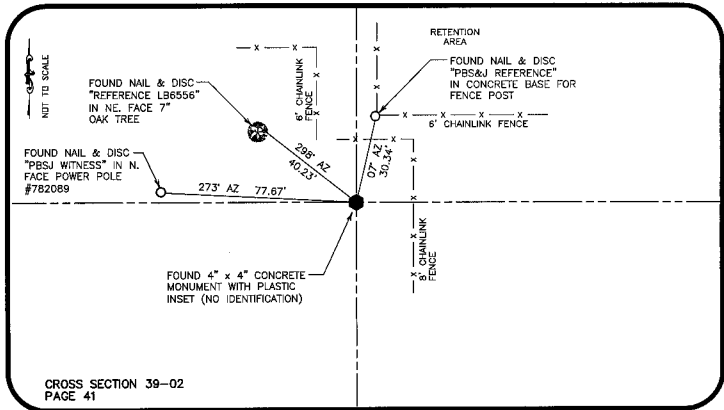 NOT TO SCALE
FOUND NAIL & DISC
"REFERENCE LB6556"
IN NE. FACE 7"
OAK TREE
FOUND NAIL & DISC
"PBSJ WITNESS" IN N.
FACE POWER POLE
#782089
6' CHAINLINK
FENCE
RETENTION
AREA
FOUND NAIL & DISC
"PBS&J REFERENCE"
IN CONCRETE BASE FOR
FENCE POST
6' CHAINLINK FENCE
298° AZ
40.23'
07° AZ
30.34'
273° AZ 77.67'
8' CHAINLINK
FENCE
FOUND 4" x 4" CONCRETE
MONUMENT WITH PLASTIC
INSET (NO IDENTIFICATION)
CROSS SECTION 39-02
PAGE 41